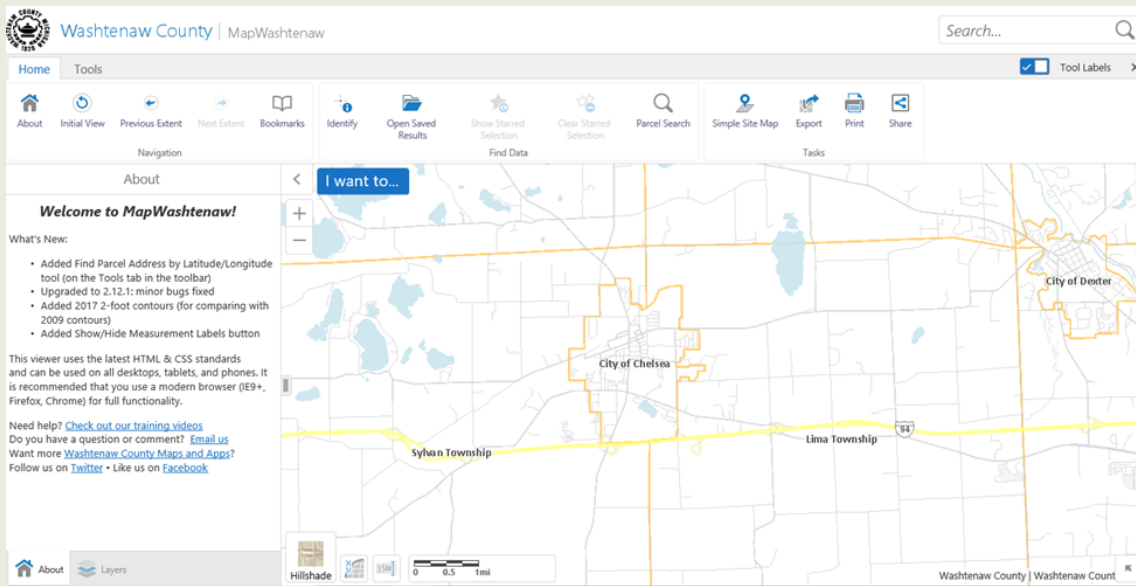 Washtenaw County | MapWashtenaw
Search...
Home Tools
Tool Labels
About
Initial View
Previous Extent
Next Extent
Bookmarks
Navigation
Identify
Open Saved
Results
Show Starred
Selection
Clear Starred
Selection
Parcel Search
Find Data
Simple Site Map
Export
Print
Share
Tasks
About
I want to...
Welcome to MapWashtenaw!
What's New:
• Added Find Parcel Address by Latitude/Longitude
tool (on the Tools tab in the toolbar)
• Upgraded to 2.12.1: minor bugs fixed
• Added 2017 2-foot contours (for comparing with
2009 contours)
• Added Show/Hide Measurement Labels button
This viewer uses the latest HTML & CSS standards
and can be used on all desktops, tablets, and phones. It
is recommended that you use a modern browser (IE9+,
Firefox, Chrome) for full functionality.
Need help? Check out our training videos
Do you have a question or comment? Email us
Want more Washtenaw County Maps and Apps?
Follow us on Twitter • Like us on Facebook
City of Dexter
City of Chelsea
94
Lima Township
Sylvan Township
About
Layers
Hillshade
0 0.5 1mi
Washtenaw County | Washtenaw Count